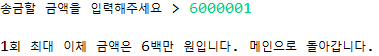 송금할 금액을 입력해주세요 > 6000001
1회 최대 이체 금액은 6백만 원입니다. 메인으로 돌아갑니다.